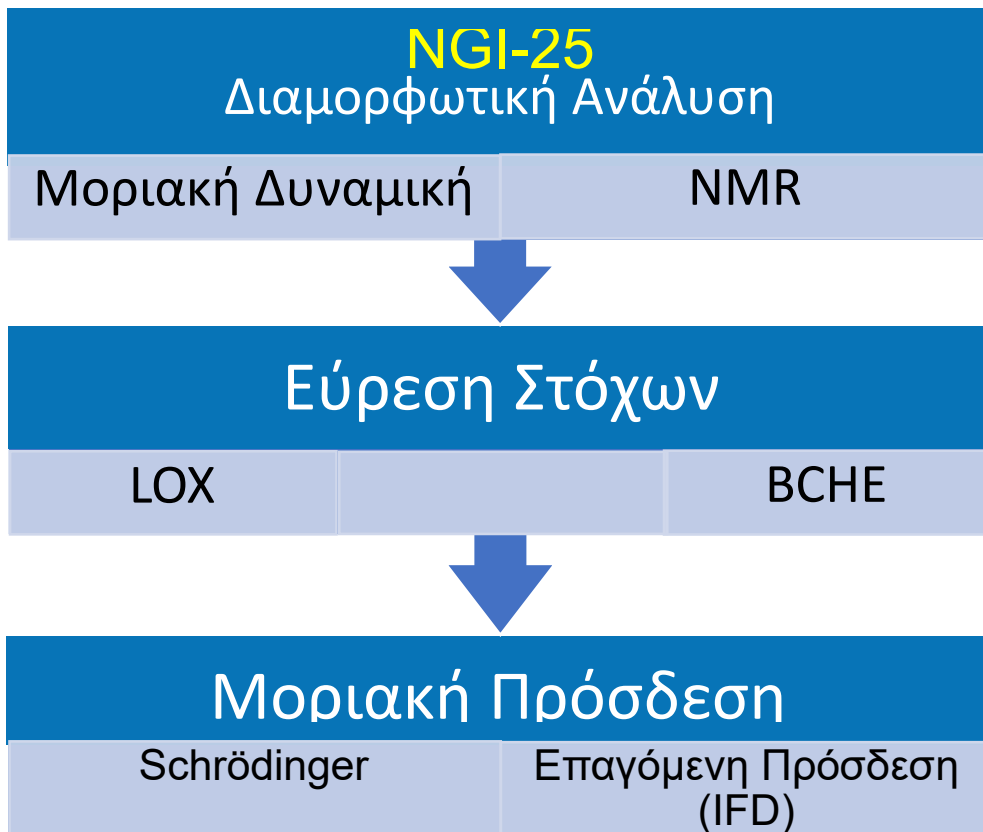 NGI-25
Διαμορφωτική Ανάλυση
Μοριακή Δυναμική
NMR
Εύρεση Στόχων
LOX
BCHE
Μοριακή Πρόσδεση
Schrödinger
Επαγόμενη Πρόσδεση
(IFD)